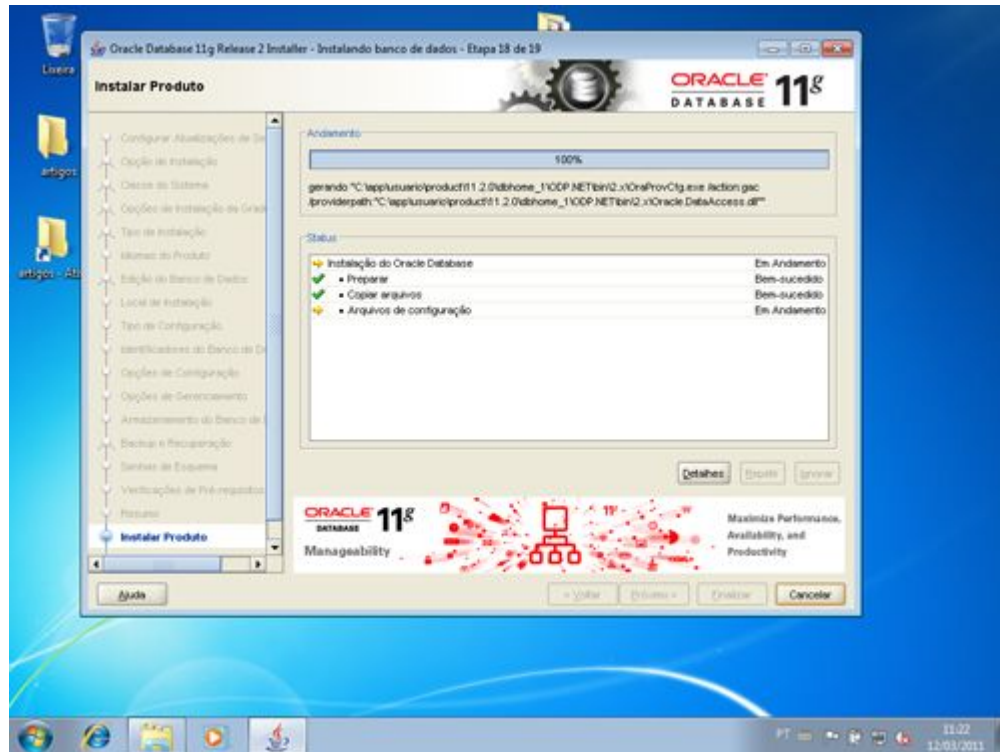 Lixeira
artigos
artigos - Ata
Oracle Database 11g Release 2 Installer - Instalando banco de dados - Etapa 18 de 19
Instalar Produto
ORACLE 11g
DATABASE
Configurar Atualizações de Se
Opção de Instalação
Classe do Sistema
Opções de Instalação da Grade
Tipo de Instalação
Idiomas do Produto
Edição do Banco de Dados
Local de Instalação
Tipo de Configuração
Identificadores do Banco de Da
Opções de Configuração
Opções de Gerenciamento
Armazenamento do Banco de
Backup e Recuperação
Senhas de Esquema
Verificações de Pré-requisitos
Resumo
Instalar Produto
Andamento
100%
gerando "C:\app\usuario\product\11.2.0\dbhome_1\ODP.NET\bin\2.x\OraProvCfg.exe /action:gac
/providerpath:"C:\app\usuario\product\11.2.0\dbhome_1\ODP.NET\bin\2.x\Oracle.DataAccess.dll""
Status
Instalação do Oracle Database Em Andamento
• Preparar Bem-sucedido
• Copiar arquivos Bem-sucedido
• Arquivos de configuração Em Andamento
Detalhes Repetir Ignorar
ORACLE 11g
DATABASE
Manageability
Maximize Performance,
Availability, and
Productivity
Ajuda < Voltar Próximo > Finalizar Cancelar
PT 11:22
12/03/2011